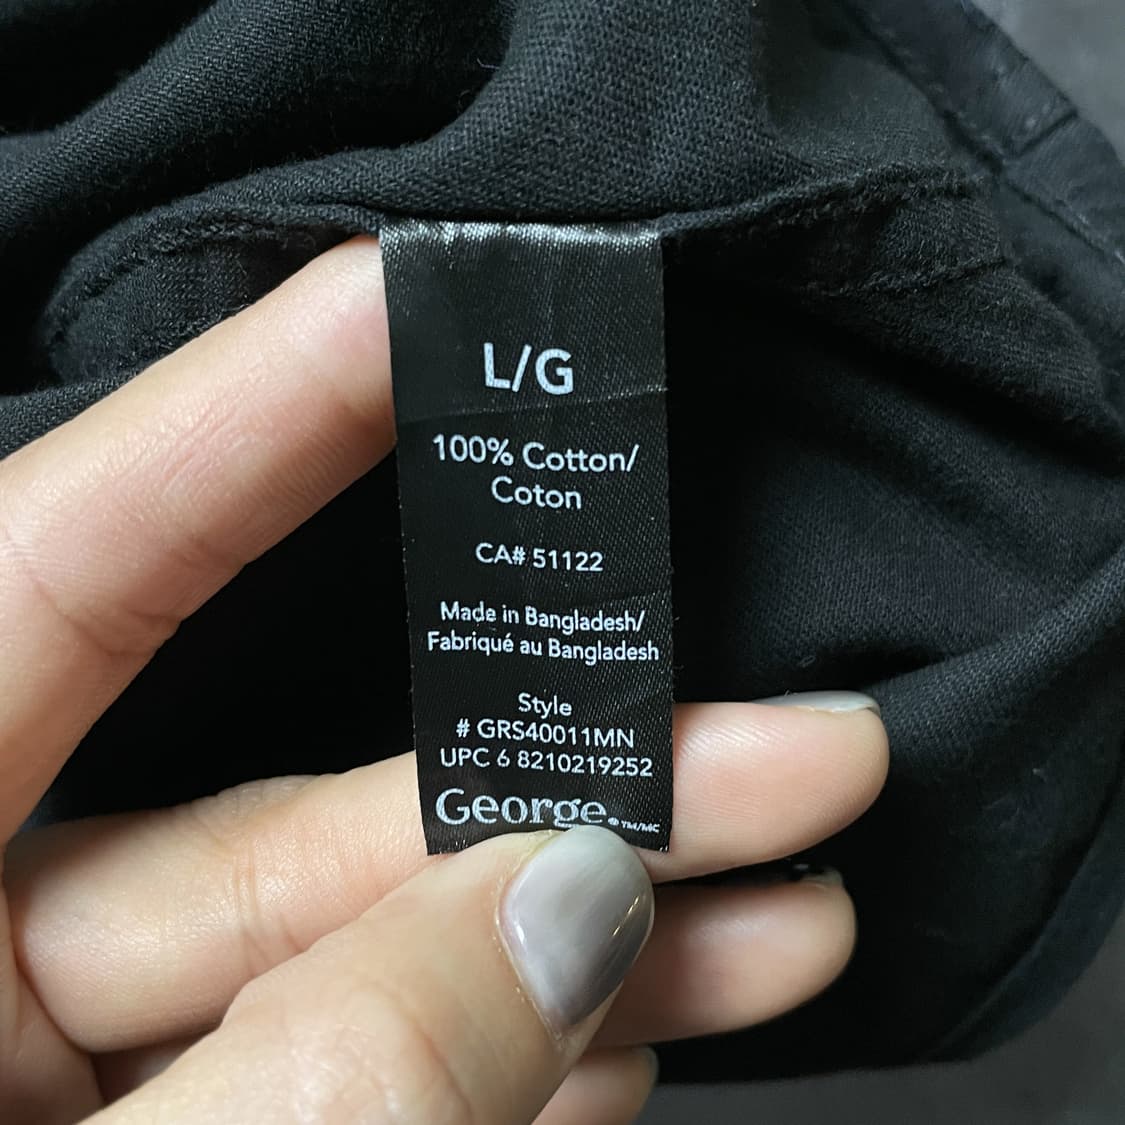 L/G
100% Cotton/
Coton
CA# 51122
Made in Bangladesh/
Fabriqué au Bangladesh
Style
# GRS40011MN
UPC 6 8210219252
George.®TM/MC